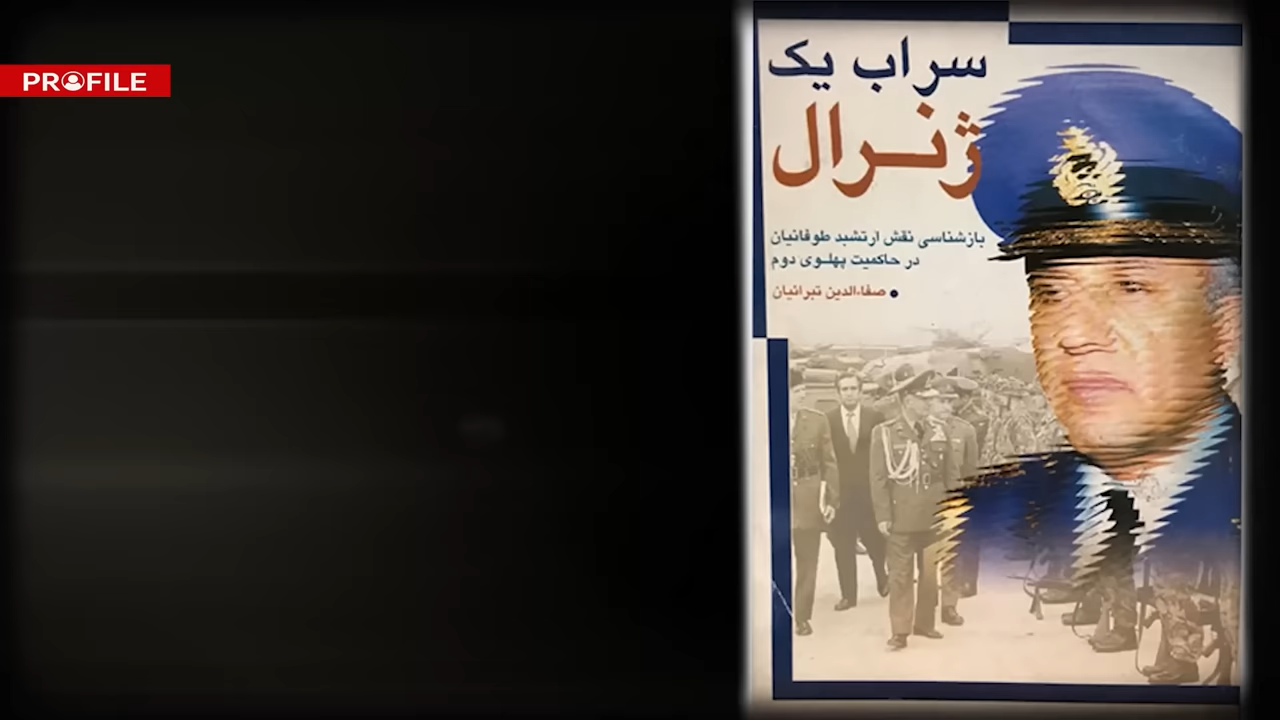 PROFILE
سراب یک
ژنرال
بازشناسی نقش ارتشبد طوفانیان
در حاکمیت پهلوی دوم
● صفاءالدین تبرائیان